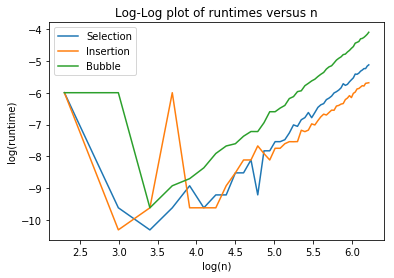 Log-Log plot of runtimes versus n
Selection
Insertion
Bubble
log(runtime)
−4
−5
−6
−7
−8
−9
−10
2.5 3.0 3.5 4.0 4.5 5.0 5.5 6.0
log(n)